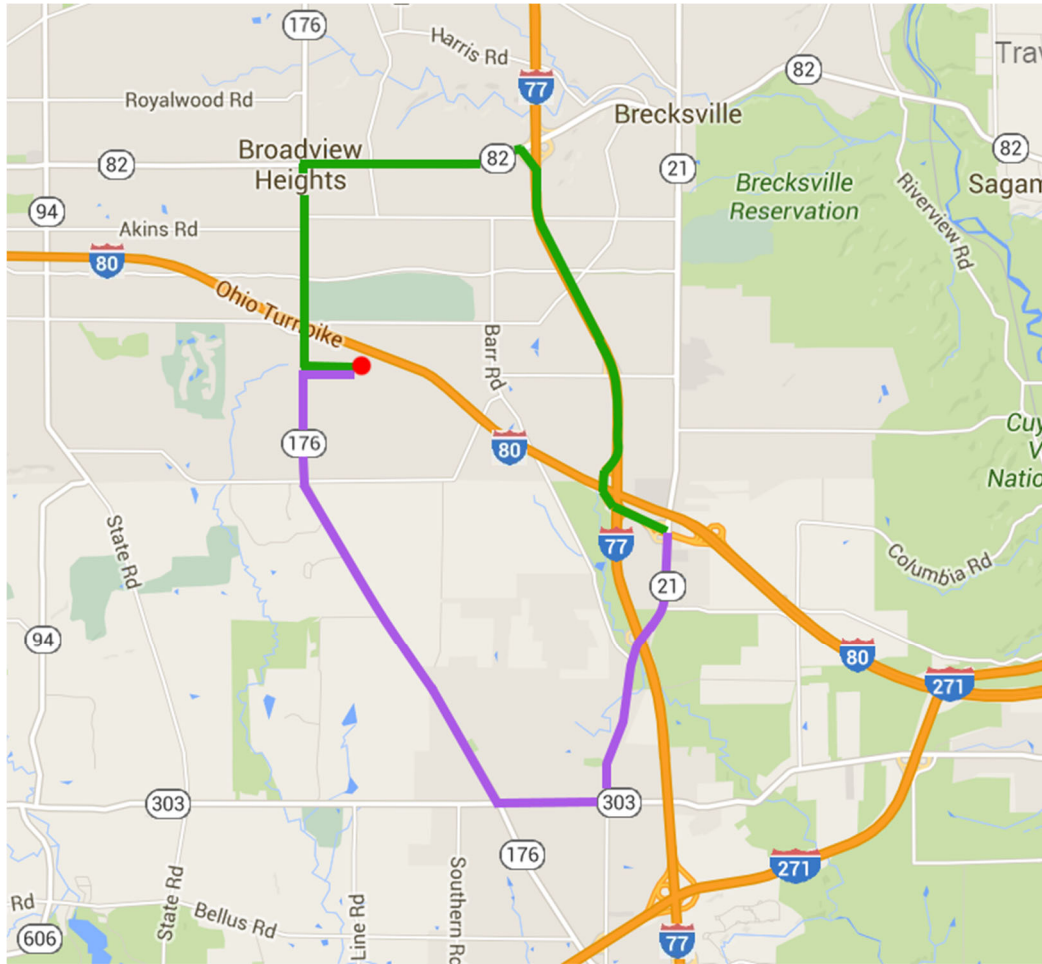 176
Harris Rd
77
82
Trav
Royalwood Rd
Brecksville
Broadview
Heights
82
82
82
21
Brecksville
Reservation
Sagam
94
Riverview Rd
Akins Rd
80
Ohio Turnpike
Barr Rd
Cuy
V
Natio
176
80
State Rd
77
Columbia Rd
21
94
80
271
303
303
176
271
Southern Rd
Rd
State Rd
Bellus Rd
Line Rd
606
77